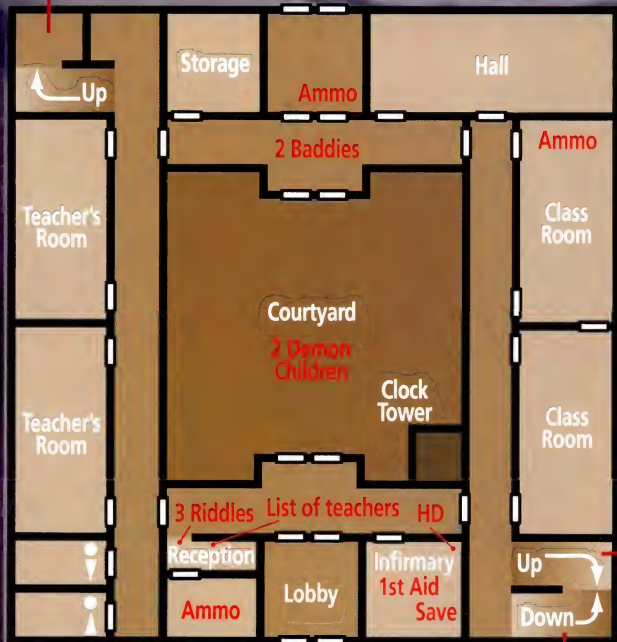 Storage
Hall
Ammo
Up
2 Baddies
Ammo
Teacher's
Room
Class
Room
Courtyard
2 Demon
Children
Clock
Tower
Teacher's
Room
Class
Room
3 Riddles
List of teachers
HD
Reception
Infirmary
1st Aid
Save
Lobby
Ammo
Up
Down